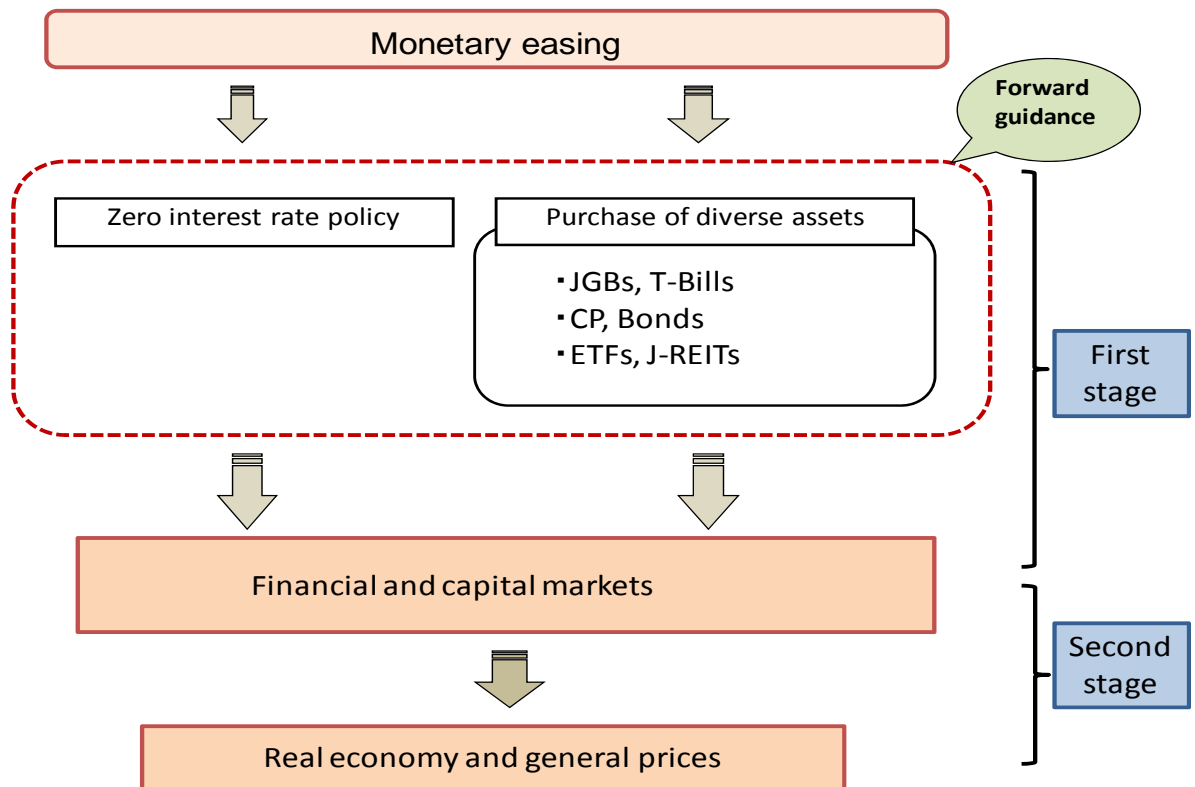 Monetary easing
Forward
guidance
Zero interest rate policy
Purchase of diverse assets
・JGBs, T-Bills
・CP, Bonds
・ETFs, J-REITs
First
stage
Financial and capital markets
Second
stage
Real economy and general prices